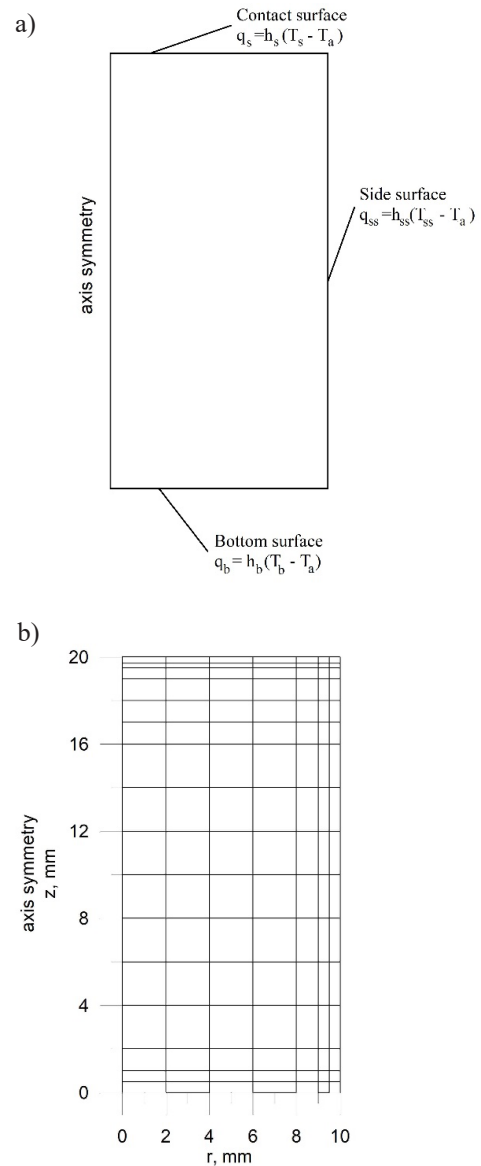 a)
Contact surface
q_s=h_s(T_s - T_a)
Side surface
q_ss=h_ss(T_ss - T_a)
axis symmetry
Bottom surface
q_b= h_b(T_b - T_a)
b)
20
16
12
8
4
0
axis symmetry
z, mm
0 2 4 6 8 10
r, mm